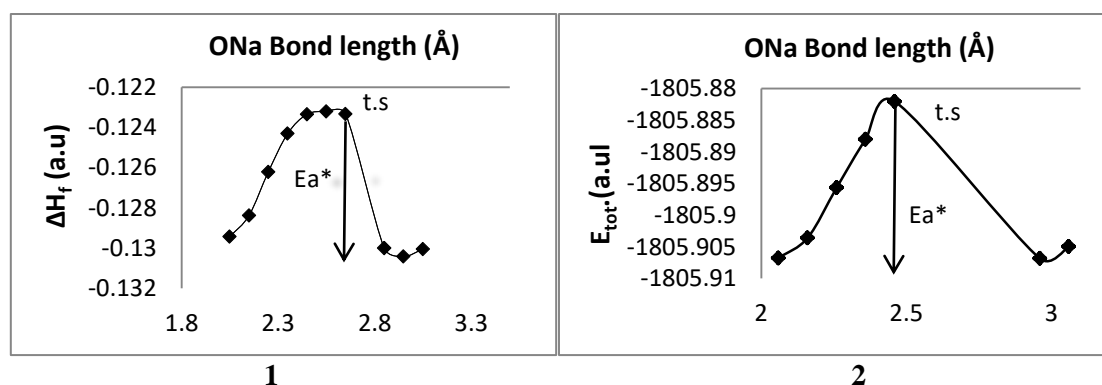 ONa Bond length (Å)
-0.122
-0.124
-0.126
-0.128
-0.13
-0.132
ΔHf (a.u)
t.s
Ea*
1.8 2.3 2.8 3.3
1
ONa Bond length (Å)
-1805.88
-1805.885
-1805.89
-1805.895
-1805.9
-1805.905
-1805.91
Etot.(a.ul
t.s
Ea*
2 2.5 3
2